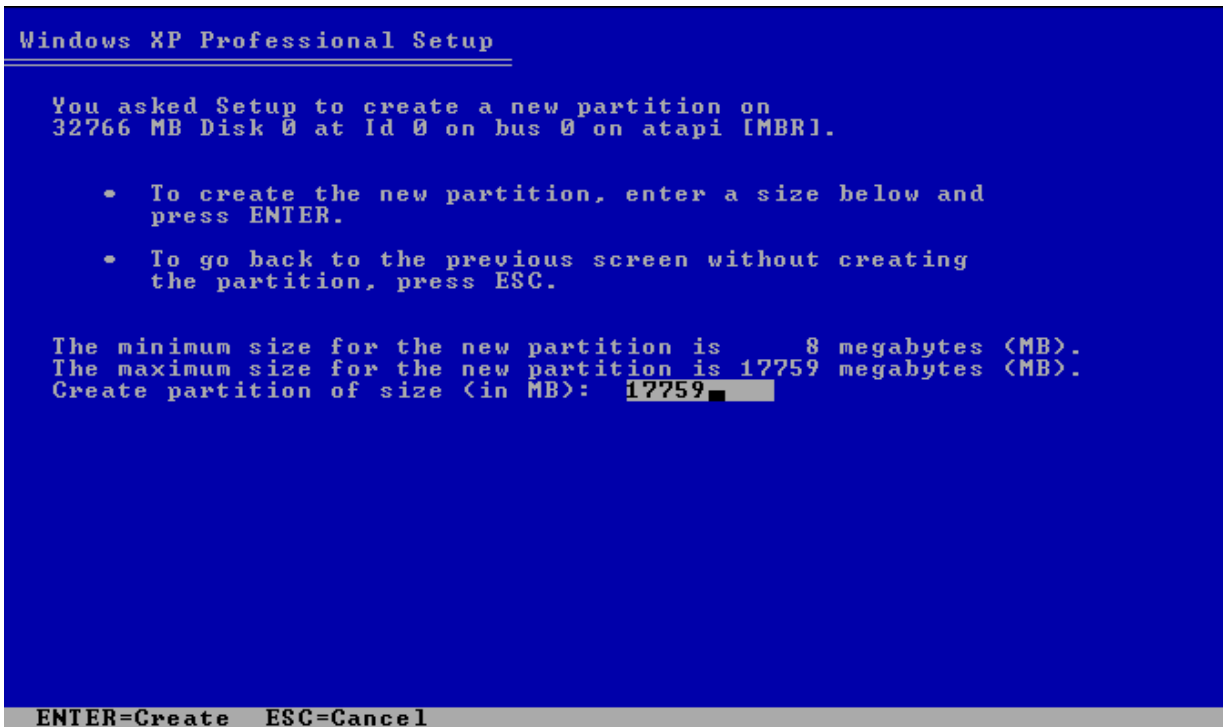 Windows XP Professional Setup
You asked Setup to create a new partition on
32766 MB Disk 0 at Id 0 on bus 0 on atapi [MBR].
• To create the new partition, enter a size below and
press ENTER.
• To go back to the previous screen without creating
the partition, press ESC.
The minimum size for the new partition is 8 megabytes (MB).
The maximum size for the new partition is 17759 megabytes (MB).
Create partition of size (in MB): 17759_
ENTER=Create ESC=Cancel